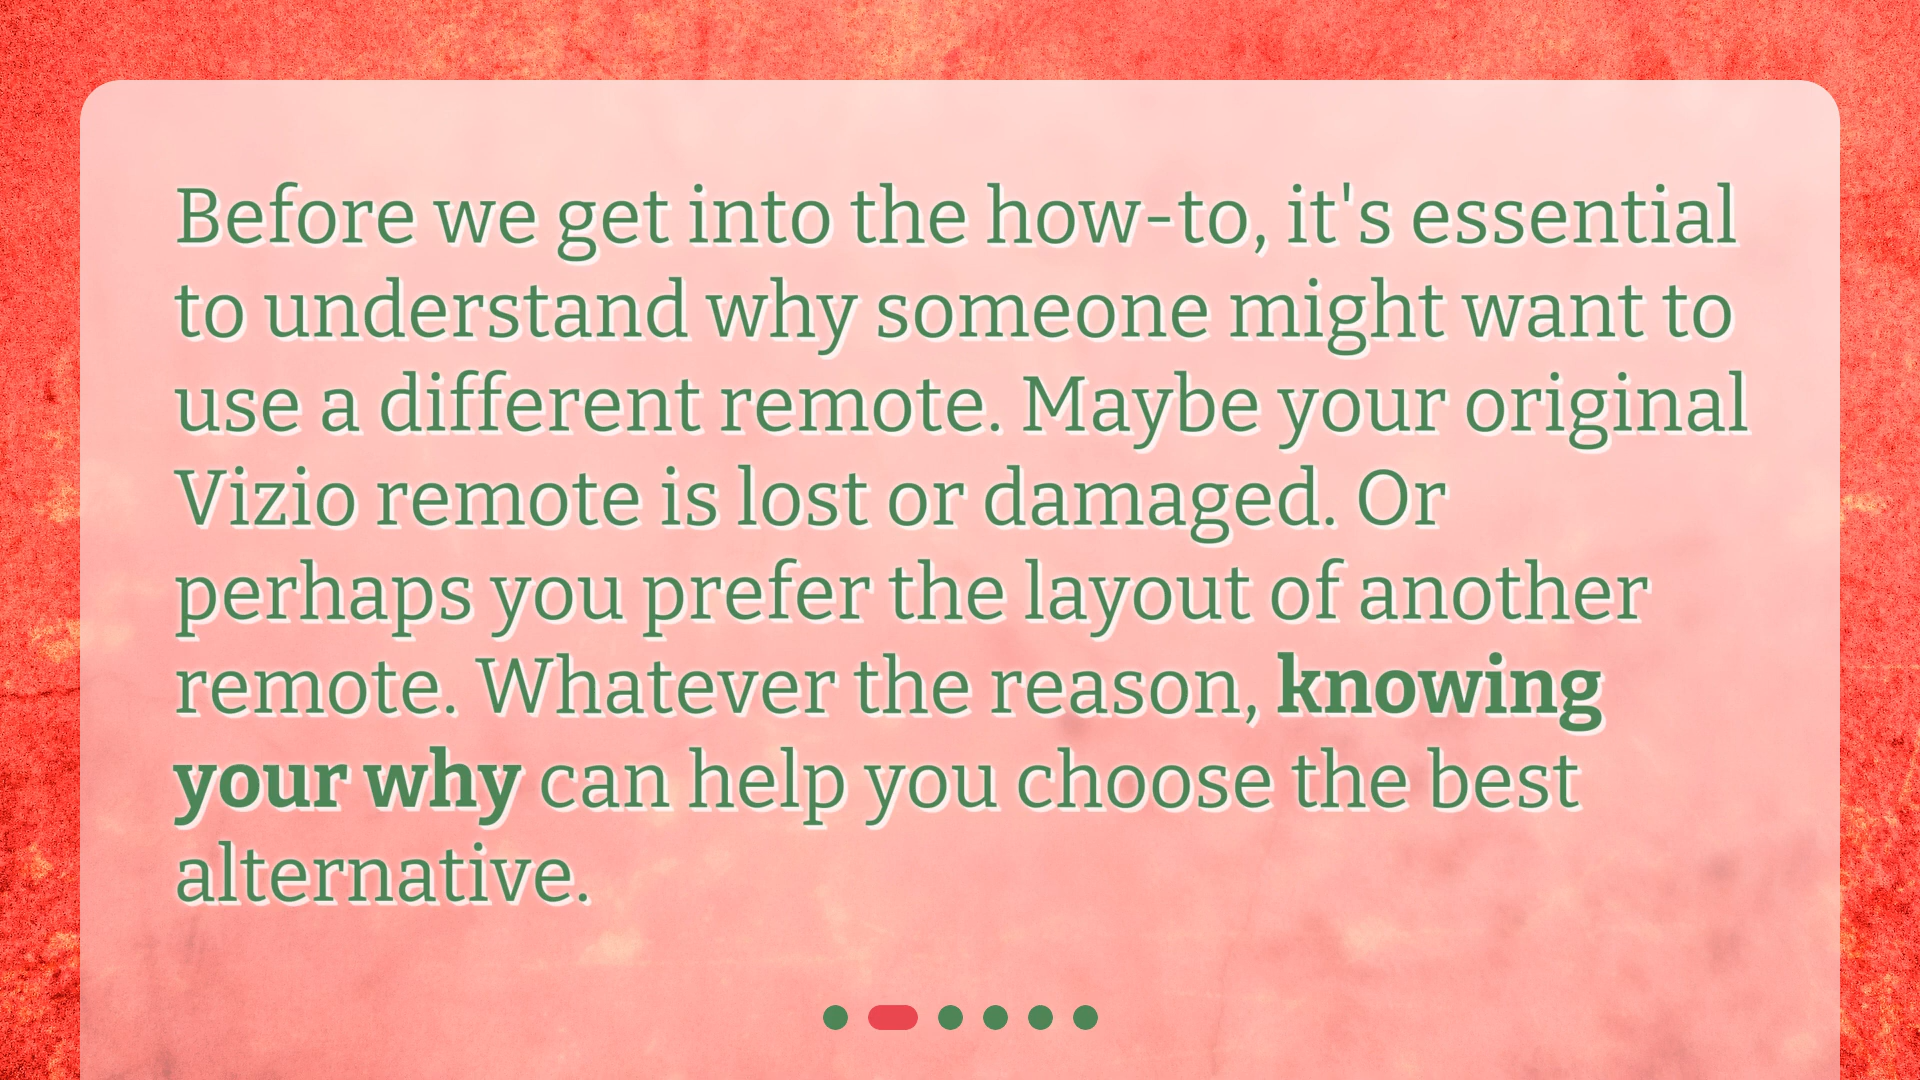 Before we get into the how-to, it's essential
to understand why someone might want to
use a different remote. Maybe your original
Vizio remote is lost or damaged. Or
perhaps you prefer the layout of another
remote. Whatever the reason, knowing
your why can help you choose the best
alternative.